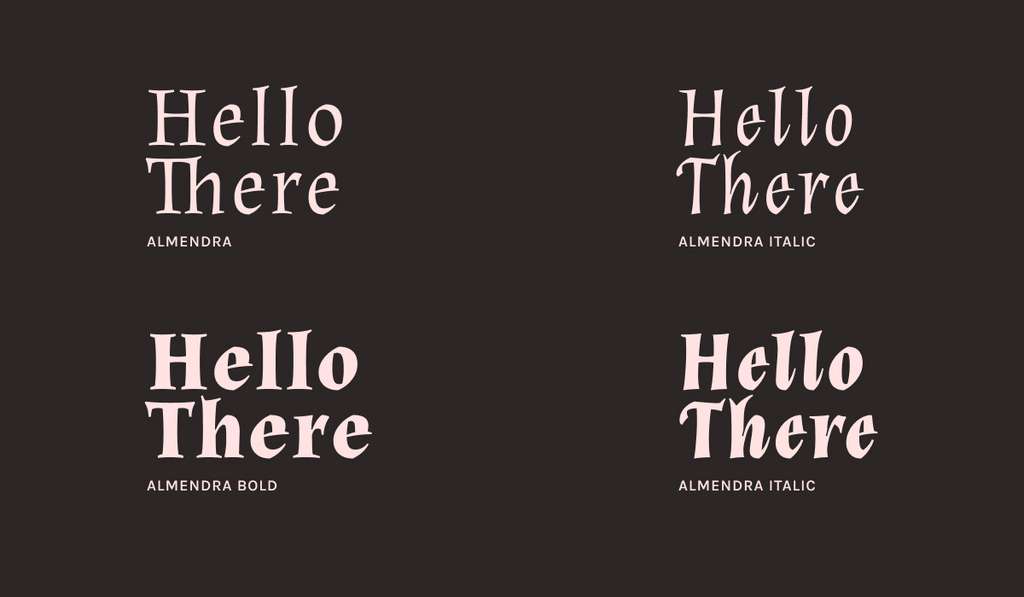 Hello
There
ALMENDRA
Hello
There
ALMENDRA ITALIC
Hello
There
ALMENDRA BOLD
Hello
There
ALMENDRA ITALIC